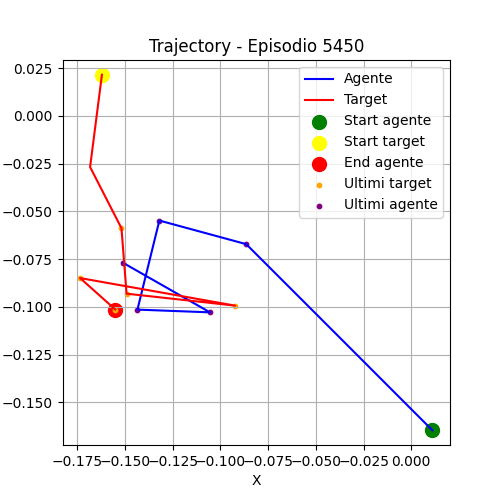 Trajectory - Episodio 5450
Agente
Target
Start agente
Start target
End agente
Ultimi target
Ultimi agente
0.025
0.000
−0.025
−0.050
−0.075
−0.100
−0.125
−0.150
−0.175 −0.150 −0.125 −0.100 −0.075 −0.050 −0.025 0.000
X